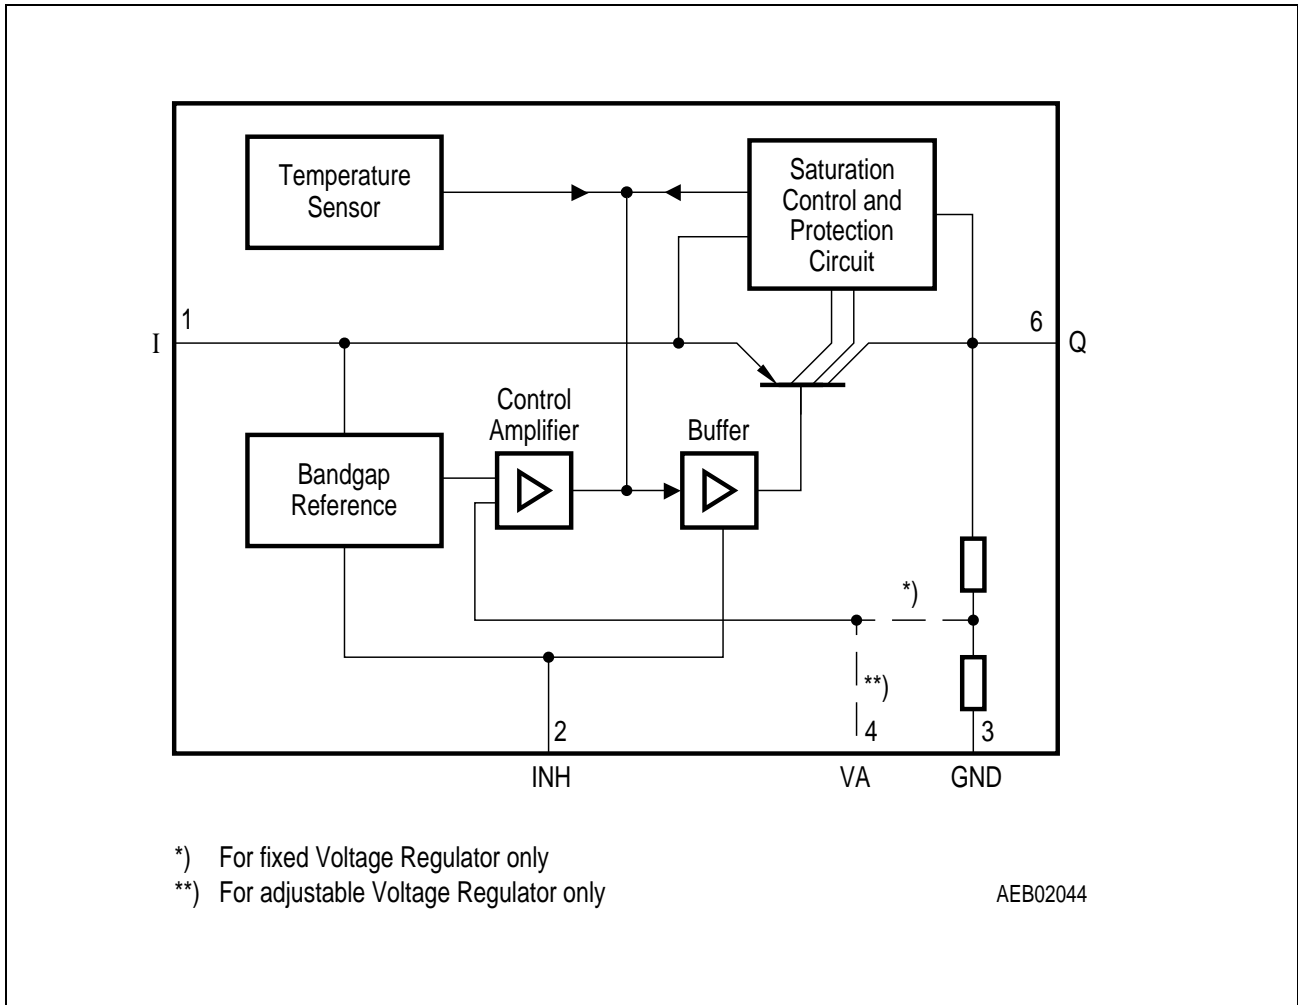 Temperature
Sensor
Saturation
Control and
Protection
Circuit
1
I
6
Q
Control
Amplifier
Buffer
Bandgap
Reference
*)
**)
2
4
3
INH
VA
GND
*) For fixed Voltage Regulator only
**) For adjustable Voltage Regulator only
AEB02044